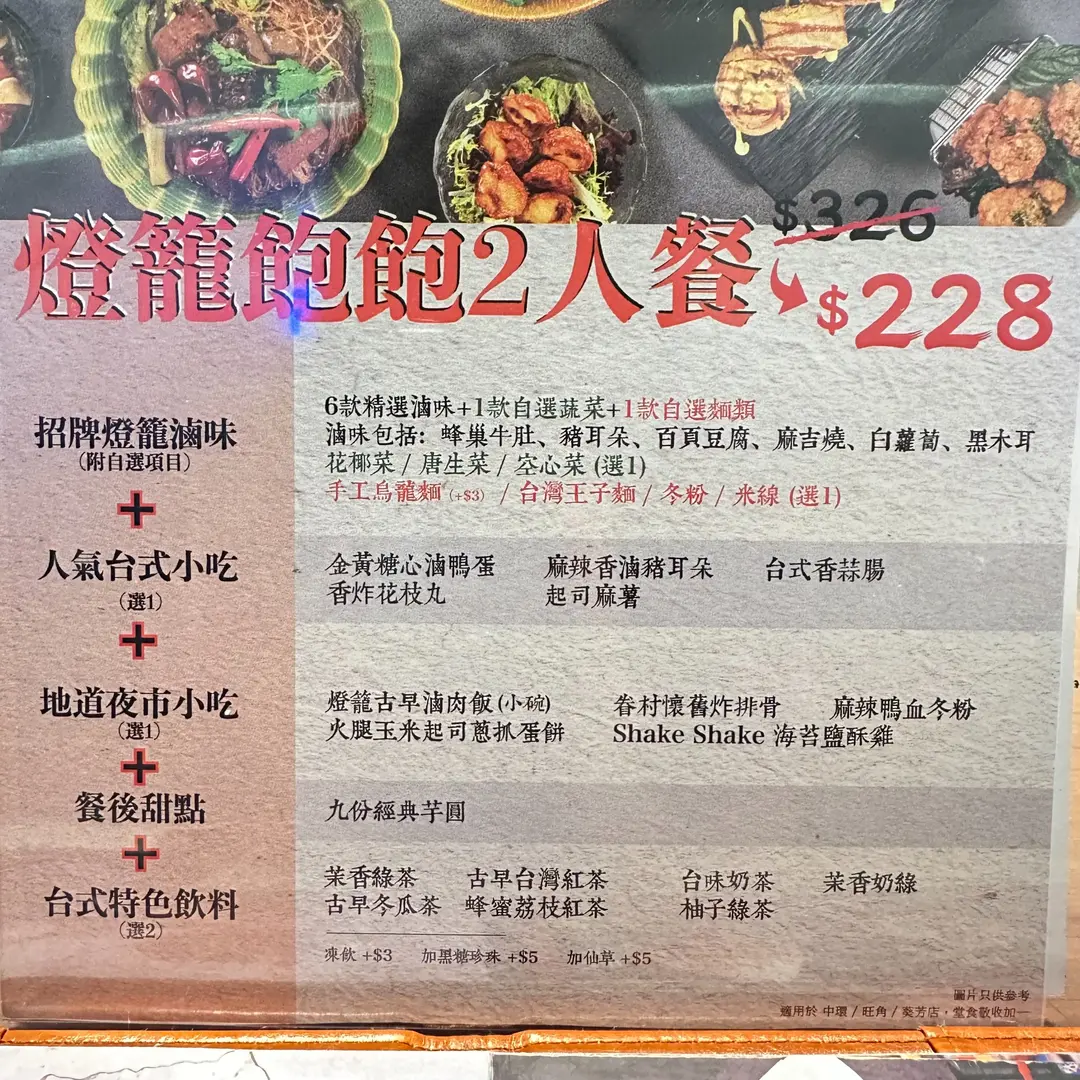 燈籠飽飽2人餐
$326
$228
招牌燈籠滷味
(附自選項目)
6款精選滷味+1款自選蔬菜+1款自選麵類
滷味包括: 蜂巢牛肚、豬耳朵、百頁豆腐、麻吉燒、白蘿蔔、黑木耳
花椰菜 / 唐生菜 / 空心菜 (選1)
手工烏龍麵 (+$3) / 台灣王子麵 / 冬粉 / 米線 (選1)
+
人氣台式小吃
(選1)
金黃糖心滷鴨蛋 麻辣香滷豬耳朵 台式香蒜腸
香炸花枝丸 起司麻薯
+
地道夜市小吃
(選1)
燈籠古早滷肉飯 (小碗) 眷村懷舊炸排骨 麻辣鴨血冬粉
火腿玉米起司蔥抓蛋餅 Shake Shake 海苔鹽酥雞
+
餐後甜點
九份經典芋圓
+
台式特色飲料
(選2)
茉香綠茶 古早台灣紅茶 台味奶茶 茉香奶綠
古早冬瓜茶 蜂蜜荔枝紅茶 柚子綠茶
凍飲 +$3 加黑糖珍珠 +$5 加仙草 +$5
圖片只供參考
適用於 中環 / 旺角 / 葵芳店，堂食敬收加一